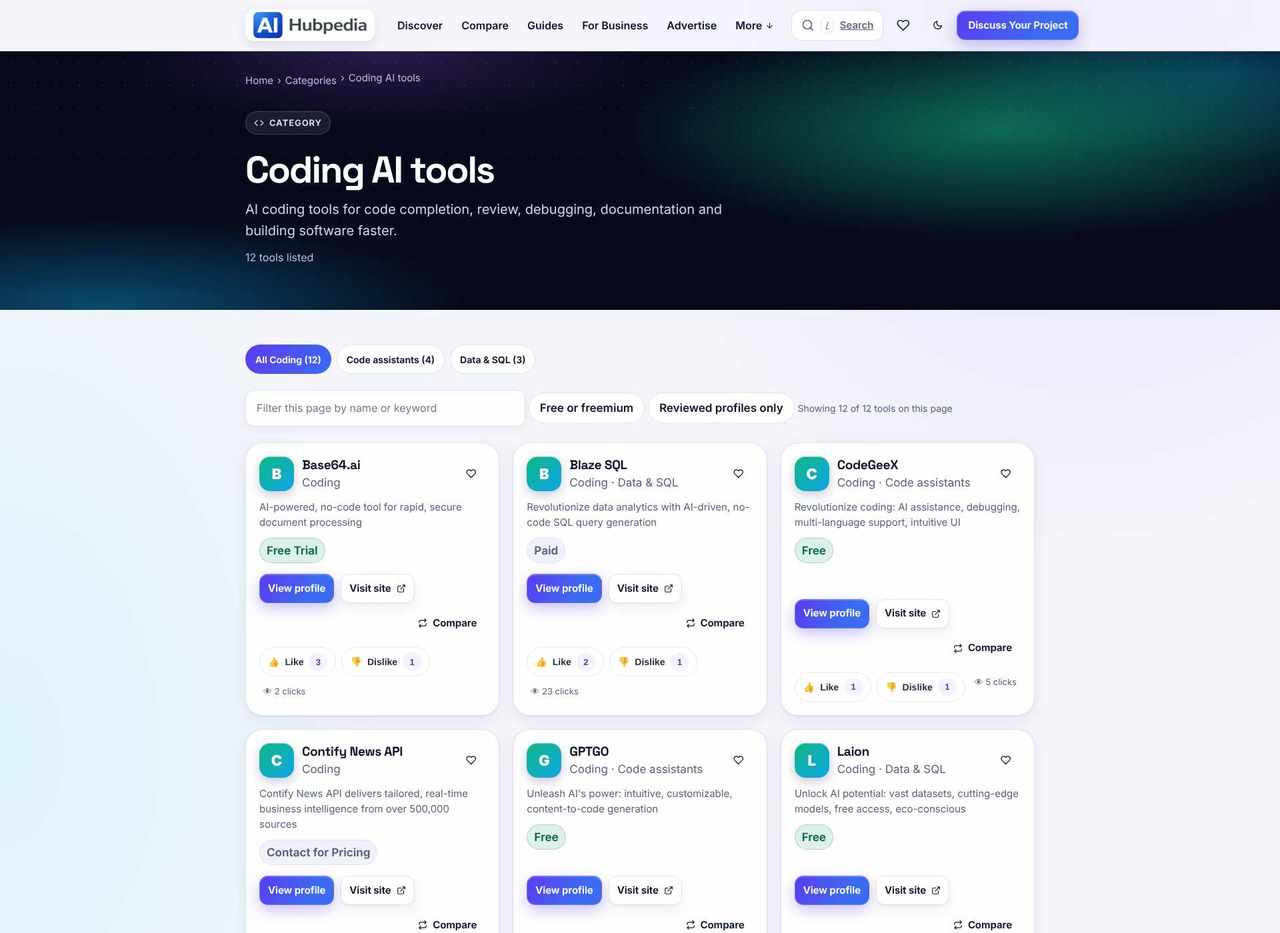 AI Hubpedia
Discover
Compare
Guides
For Business
Advertise
More ↓
/
Search
Discuss Your Project
Home › Categories › Coding AI tools
CATEGORY
Coding AI tools
AI coding tools for code completion, review, debugging, documentation and
building software faster.
12 tools listed
All Coding (12)
Code assistants (4)
Data & SQL (3)
Filter this page by name or keyword
Free or freemium
Reviewed profiles only
Showing 12 of 12 tools on this page
B
Base64.ai
Coding
AI-powered, no-code tool for rapid, secure
document processing
Free Trial
View profile
Visit site
Compare
👍 Like 3
👎 Dislike 1
👁 2 clicks
B
Blaze SQL
Coding · Data & SQL
Revolutionize data analytics with AI-driven, no-
code SQL query generation
Paid
View profile
Visit site
Compare
👍 Like 2
👎 Dislike 1
👁 23 clicks
C
CodeGeeX
Coding · Code assistants
Revolutionize coding: AI assistance, debugging,
multi-language support, intuitive UI
Free
View profile
Visit site
Compare
👍 Like 1
👎 Dislike 1
👁 5 clicks
C
Contify News API
Coding
Contify News API delivers tailored, real-time
business intelligence from over 500,000
sources
Contact for Pricing
View profile
Visit site
Compare
G
GPTGO
Coding · Code assistants
Unleash AI's power: intuitive, customizable,
content-to-code generation
Free
View profile
Visit site
Compare
L
Laion
Coding · Data & SQL
Unlock AI potential: vast datasets, cutting-edge
models, free access, eco-conscious
Free
View profile
Visit site
Compare